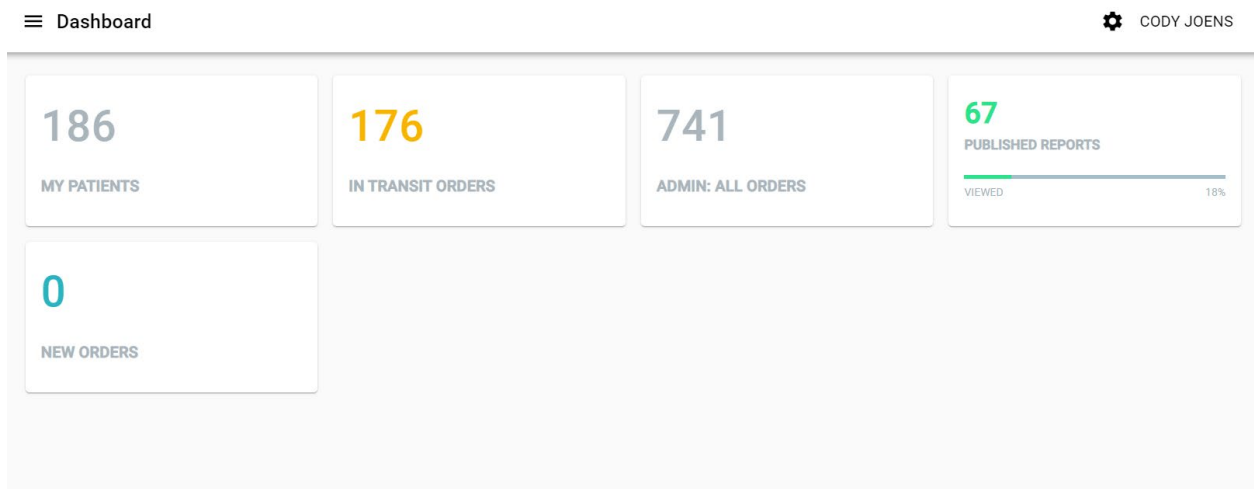 Dashboard
CODY JOENS
186
MY PATIENTS
176
IN TRANSIT ORDERS
741
ADMIN: ALL ORDERS
67
PUBLISHED REPORTS
VIEWED 18%
0
NEW ORDERS